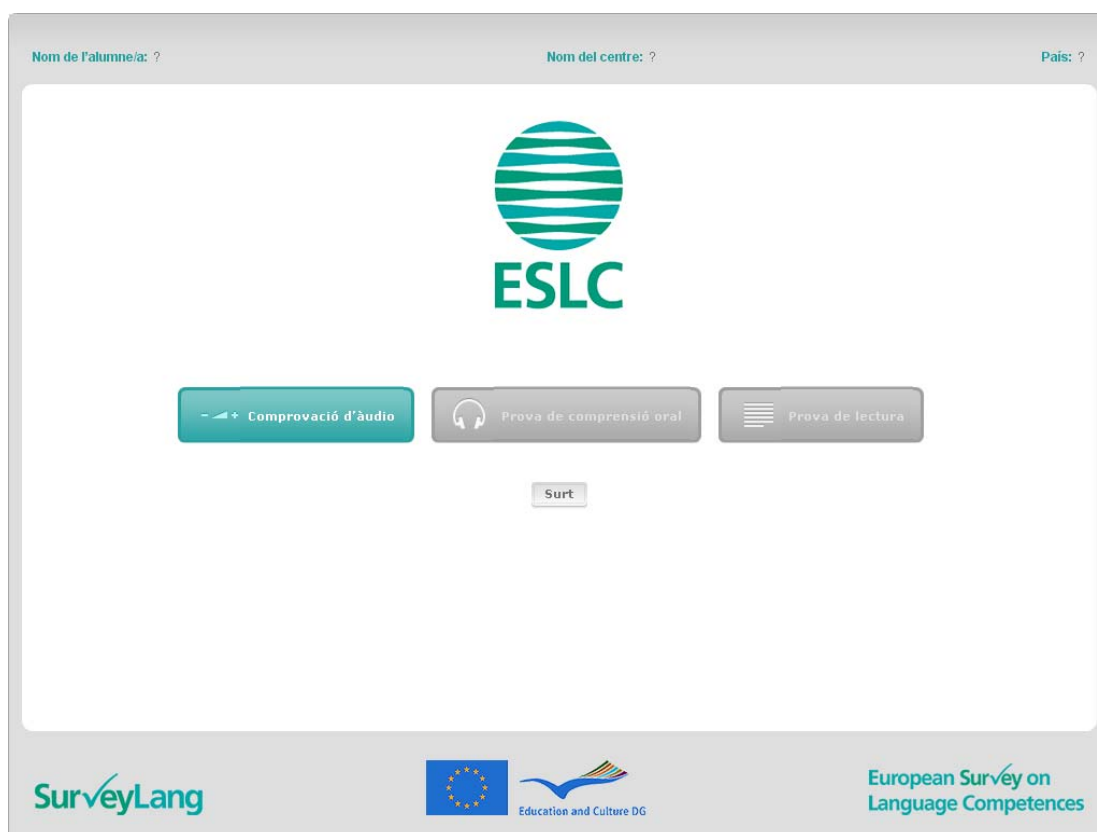 Nom de l'alumne/a: ? Nom del centre: ? País: ?
ESLC
- + Comprovació d'àudio Prova de comprensió oral Prova de lectura
Surt
SurveyLang
Education and Culture DG
European Survey on
Language Competences